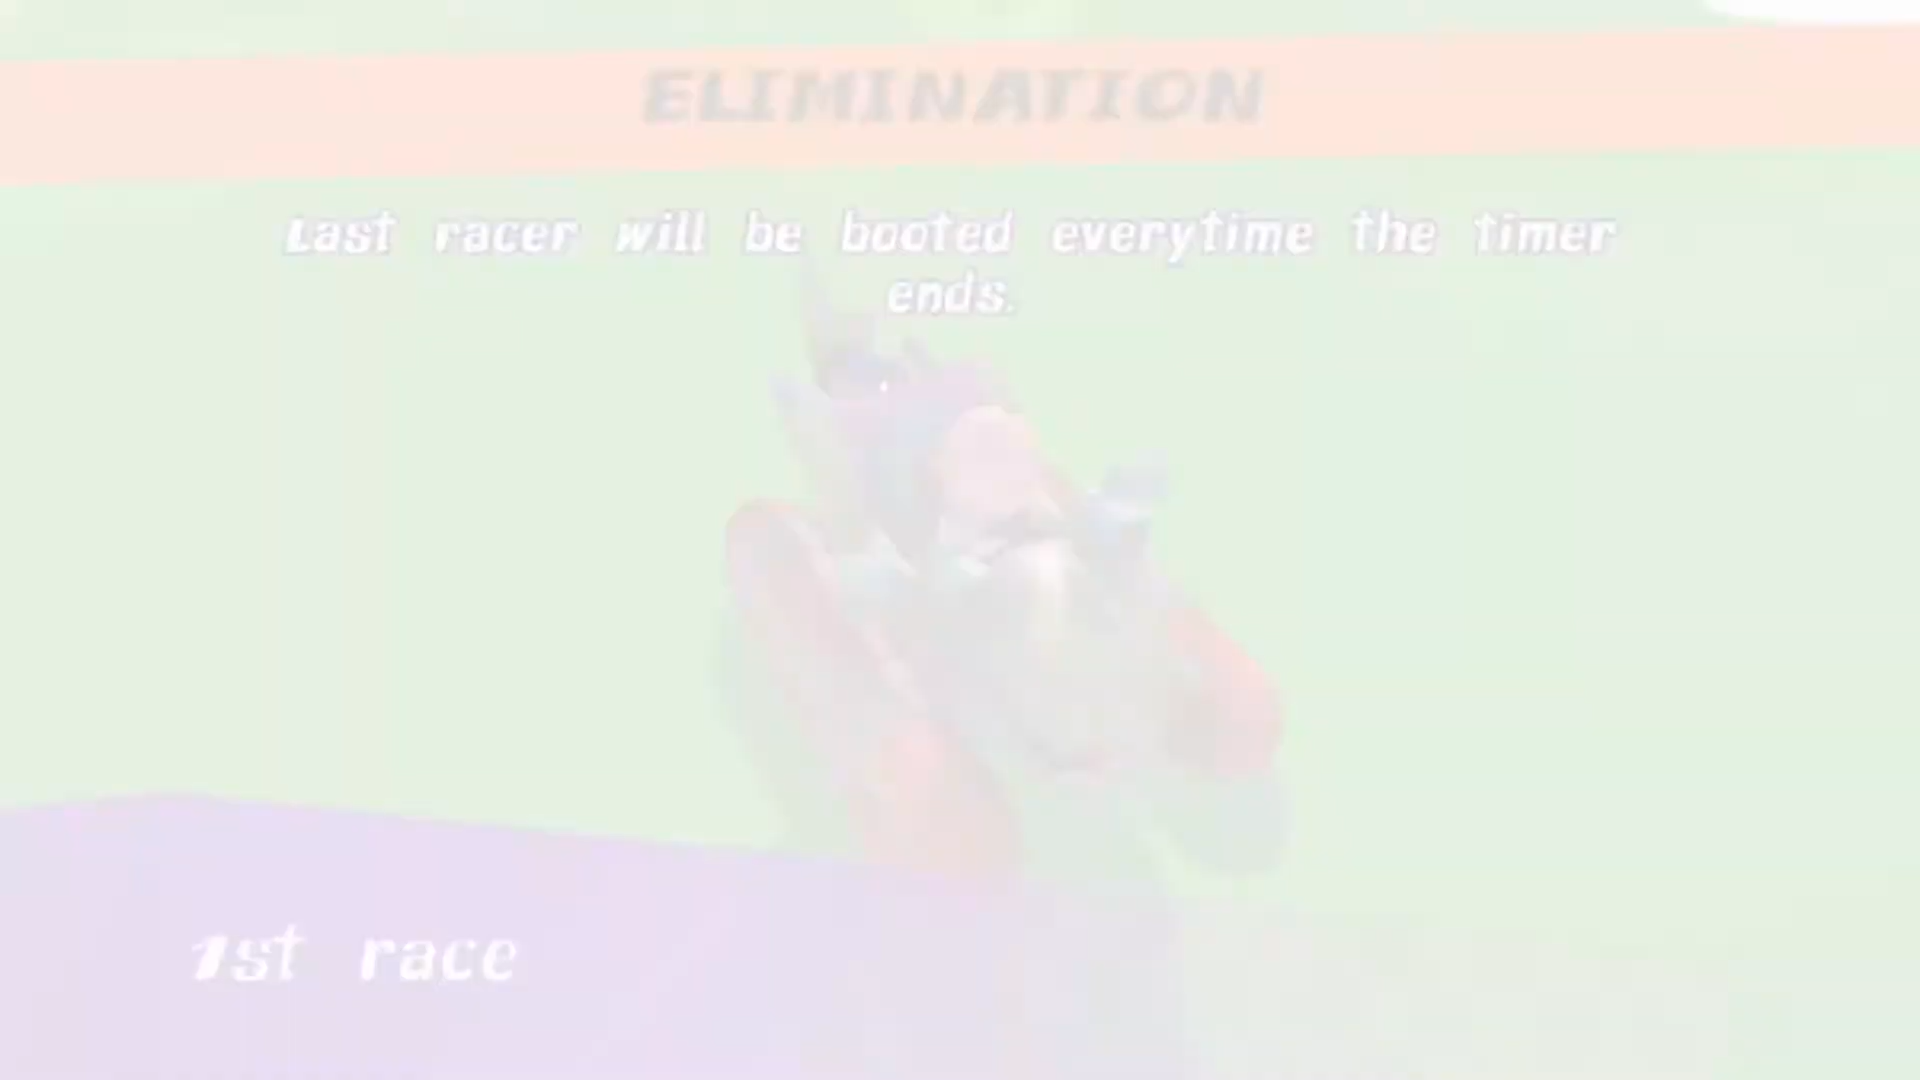 ELIMINATION
Last racer will be booted everytime the timer
ends.
1st race